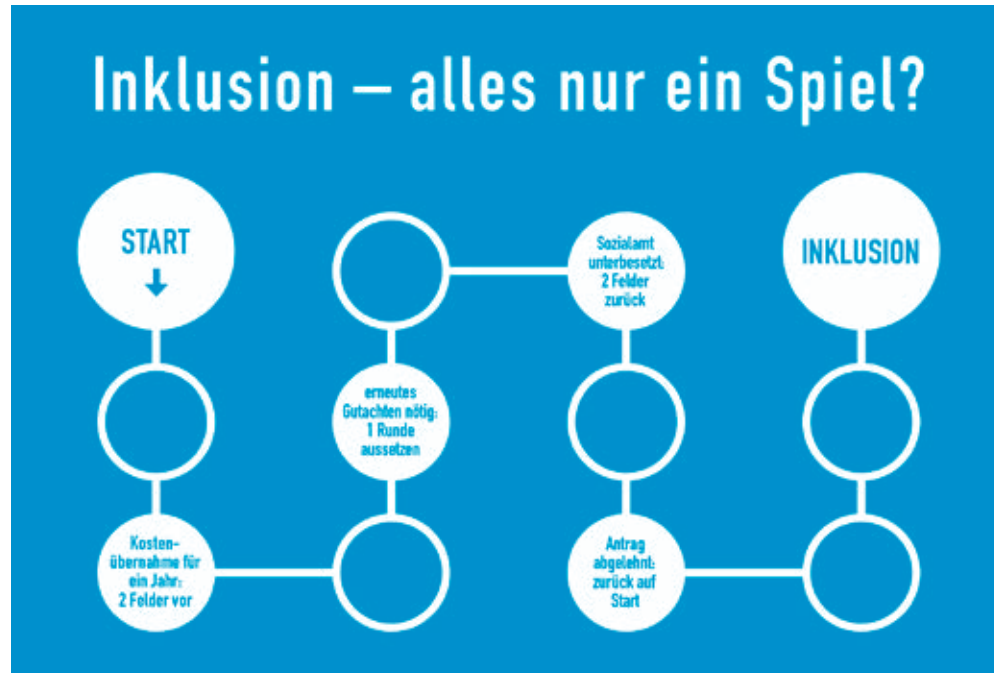 Inklusion – alles nur ein Spiel?
START
Kosten-
übernahme für
ein Jahr:
2 Felder vor
erneutes
Gutachten nötig:
1 Runde
aussetzen
Sozialamt
unterbesetzt:
2 Felder
zurück
Antrag
abgelehnt:
zurück auf
Start
INKLUSION